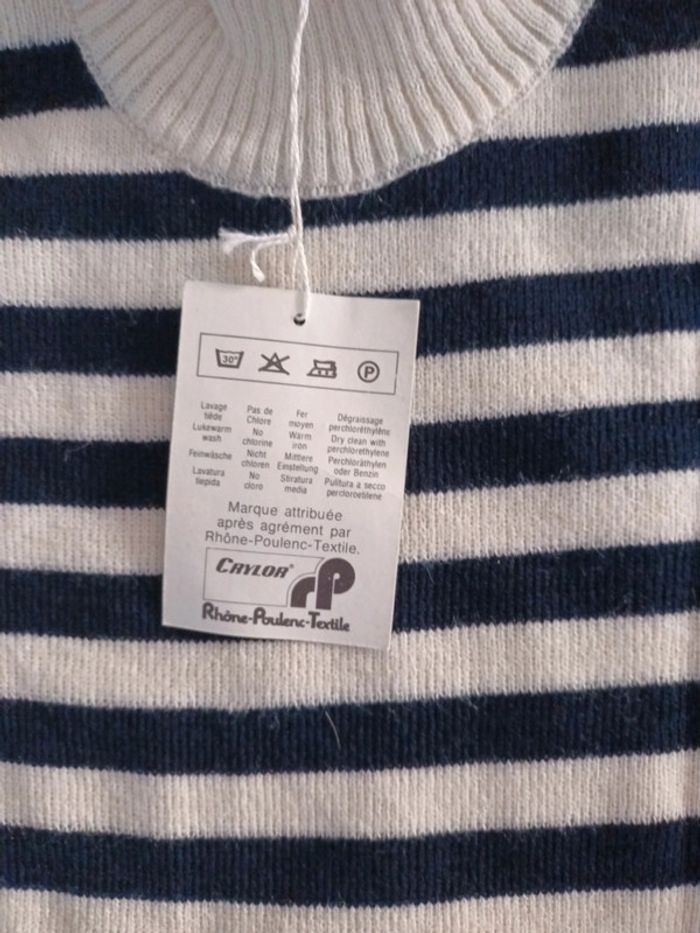 30°
P
Lavage Pas de Fer Dégraissage
tiède Chlore moyen perchloréthylène
Lukewarm No Warm Dry clean with
wash chlorine iron perchlorethylene
Feinwäsche Nicht Mittlere Perchloräthylen
chloren Einstellung oder Benzin
Lavatura No Stiratura Pulitura a secco
tiepida cloro media percloroetilene
Marque attribuée
après agrément par
Rhône-Poulenc-Textile.
CRYLOR®
rP
Rhône-Poulenc-Textile